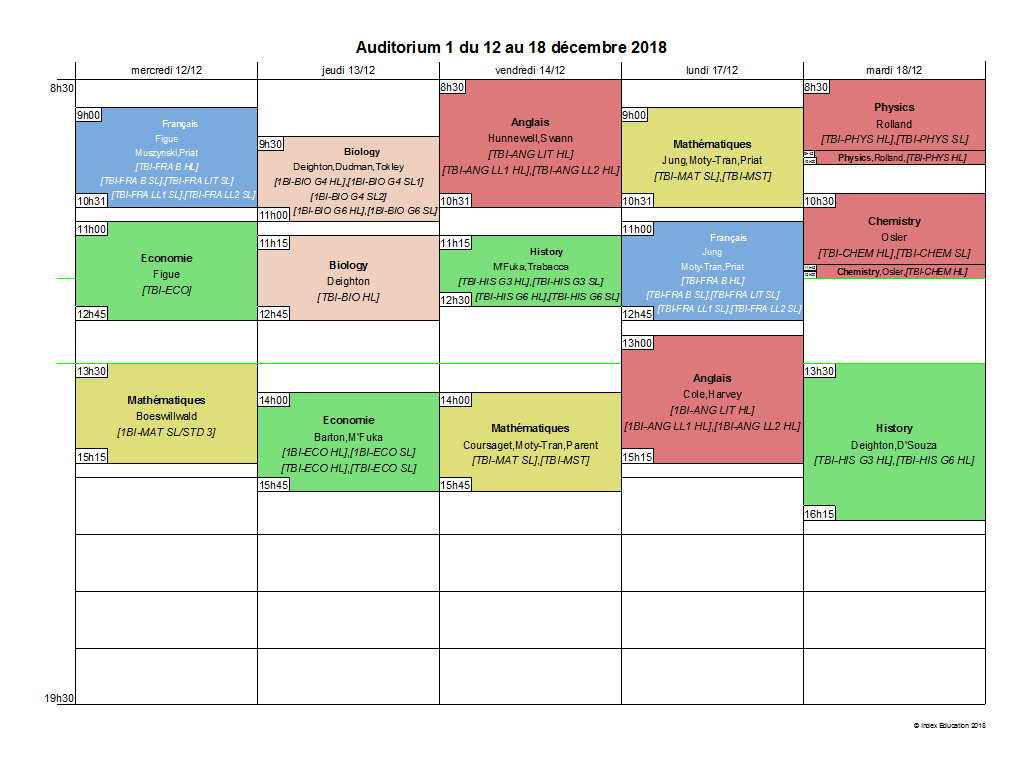 Auditorium 1 du 12 au 18 décembre 2018
mercredi 12/12
jeudi 13/12
vendredi 14/12
lundi 17/12
mardi 18/12
8h30
19h30
9h00
Français
Figue
Muszynski,Priat
[TBI-FRA B HL]
[TBI-FRA B SL],[TBI-FRA LIT SL]
[TBI-FRA LL1 SL],[TBI-FRA LL2 SL]
10h31
11h00
Economie
Figue
[TBI-ECO]
12h45
13h30
Mathématiques
Boeswillwald
[1BI-MAT SL/STD 3]
15h15
9h30
Biology
Deighton,Dudman,Tokley
[1BI-BIO G4 HL],[1BI-BIO G4 SL1]
[1BI-BIO G4 SL2]
[1BI-BIO G6 HL],[1BI-BIO G6 SL]
11h00
11h15
Biology
Deighton
[TBI-BIO HL]
12h45
14h00
Economie
Barton,M'Fuka
[1BI-ECO HL],[1BI-ECO SL]
[TBI-ECO HL],[TBI-ECO SL]
15h45
8h30
Anglais
Hunnewell,Swann
[TBI-ANG LIT HL]
[TBI-ANG LL1 HL],[TBI-ANG LL2 HL]
10h31
11h15
History
M'Fuka,Trabacca
[TBI-HIS G3 HL],[TBI-HIS G3 SL]
[TBI-HIS G6 HL],[TBI-HIS G6 SL]
12h30
14h00
Mathématiques
Coursaget,Moty-Tran,Parent
[TBI-MAT SL],[TBI-MST]
15h45
9h00
Mathématiques
Jung,Moty-Tran,Priat
[TBI-MAT SL],[TBI-MST]
10h31
11h00
Français
Jung
Moty-Tran,Priat
[TBI-FRA B HL]
[TBI-FRA B SL],[TBI-FRA LIT SL]
[TBI-FRA LL1 SL],[TBI-FRA LL2 SL]
12h45
13h00
Anglais
Cole,Harvey
[1BI-ANG LIT HL]
[1BI-ANG LL1 HL],[1BI-ANG LL2 HL]
15h15
8h30
Physics
Rolland
[TBI-PHYS HL],[TBI-PHYS SL]
Physics,Rolland,[TBI-PHYS HL]
10h30
Chemistry
Osler
[TBI-CHEM HL],[TBI-CHEM SL]
Chemistry,Osler,[TBI-CHEM HL]
13h30
History
Deighton,D'Souza
[TBI-HIS G3 HL],[TBI-HIS G6 HL]
16h15
© Index Education 2018